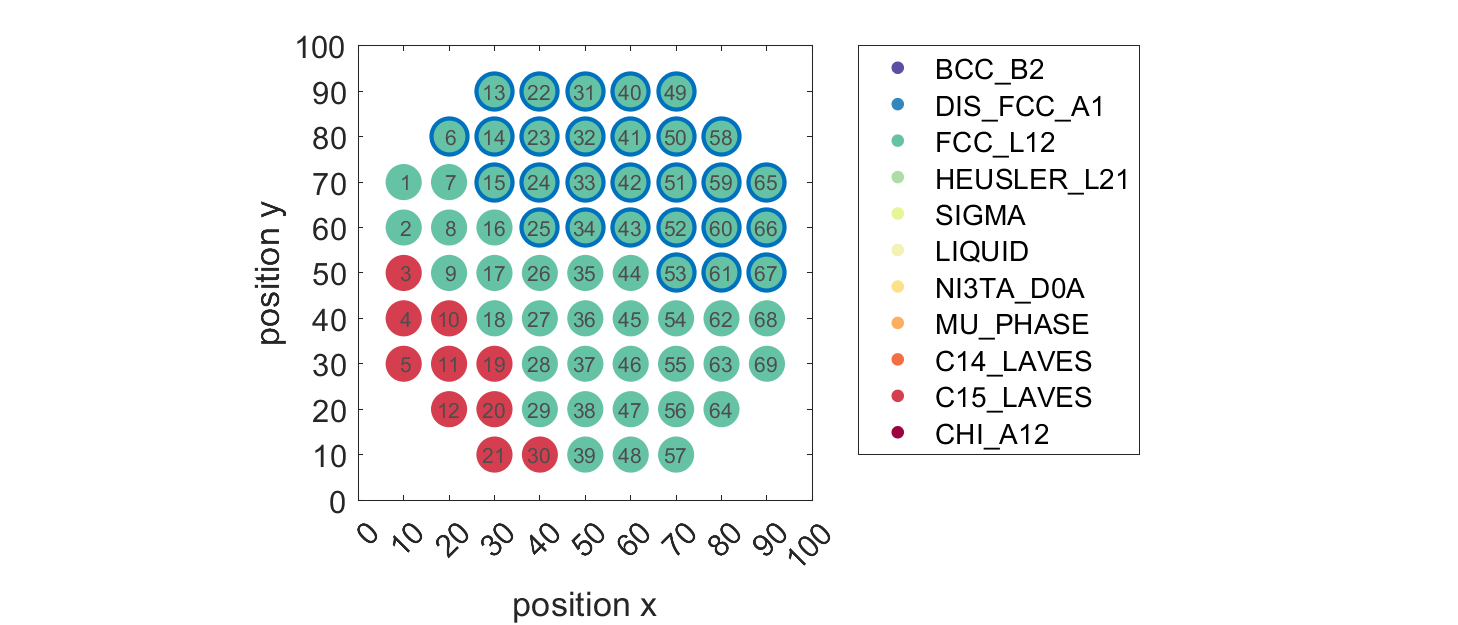 100
90
80
70
60
50
40
30
20
10
0
position y
13 22 31 40 49
6 14 23 32 41 50 58
1 7 15 24 33 42 51 59 65
2 8 16 25 34 43 52 60 66
3 9 17 26 35 44 53 61 67
4 10 18 27 36 45 54 62 68
5 11 19 28 37 46 55 63 69
12 20 29 38 47 56 64
21 30 39 48 57
0 10 20 30 40 50 60 70 80 90 100
position x
BCC_B2
DIS_FCC_A1
FCC_L12
HEUSLER_L21
SIGMA
LIQUID
NI3TA_D0A
MU_PHASE
C14_LAVES
C15_LAVES
CHI_A12